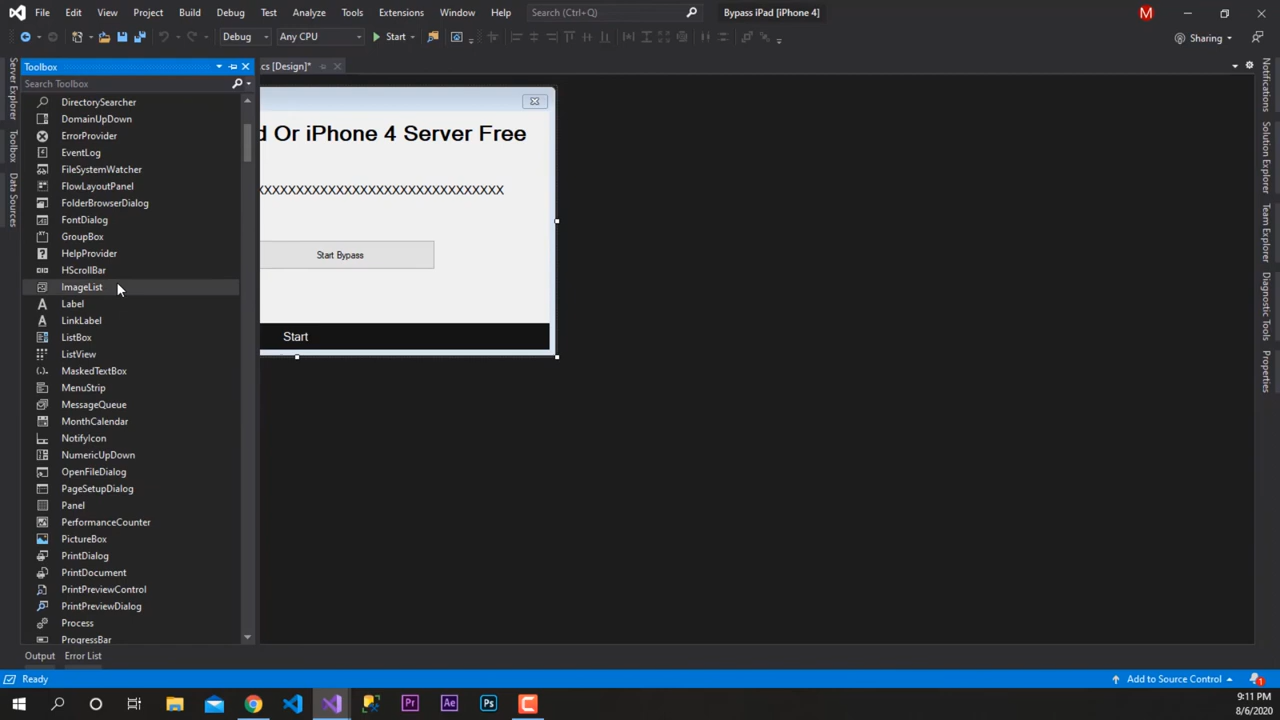 File Edit View Project Build Debug Test Analyze Tools Extensions Window Help Search (Ctrl+Q) Bypass iPad [iPhone 4] M
Debug Any CPU Start Sharing
Toolbox cs [Design]*
Search Toolbox
DirectorySearcher
DomainUpDown
ErrorProvider
EventLog
FileSystemWatcher
FlowLayoutPanel
FolderBrowserDialog
FontDialog
GroupBox
HelpProvider
HScrollBar
ImageList
Label
LinkLabel
ListBox
ListView
MaskedTextBox
MenuStrip
MessageQueue
MonthCalendar
NotifyIcon
NumericUpDown
OpenFileDialog
PageSetupDialog
Panel
PerformanceCounter
PictureBox
PrintDialog
PrintDocument
PrintPreviewControl
PrintPreviewDialog
Process
ProgressBar
Server Explorer
Toolbox
Data Sources
d Or iPhone 4 Server Free
XXXXXXXXXXXXXXXXXXXXXXXXXXXXXX
Start Bypass
Start
Notifications
Solution Explorer
Team Explorer
Diagnostic Tools
Properties
Output Error List
Ready Add to Source Control 1
Pr Ae Ps
9:11 PM
8/6/2020